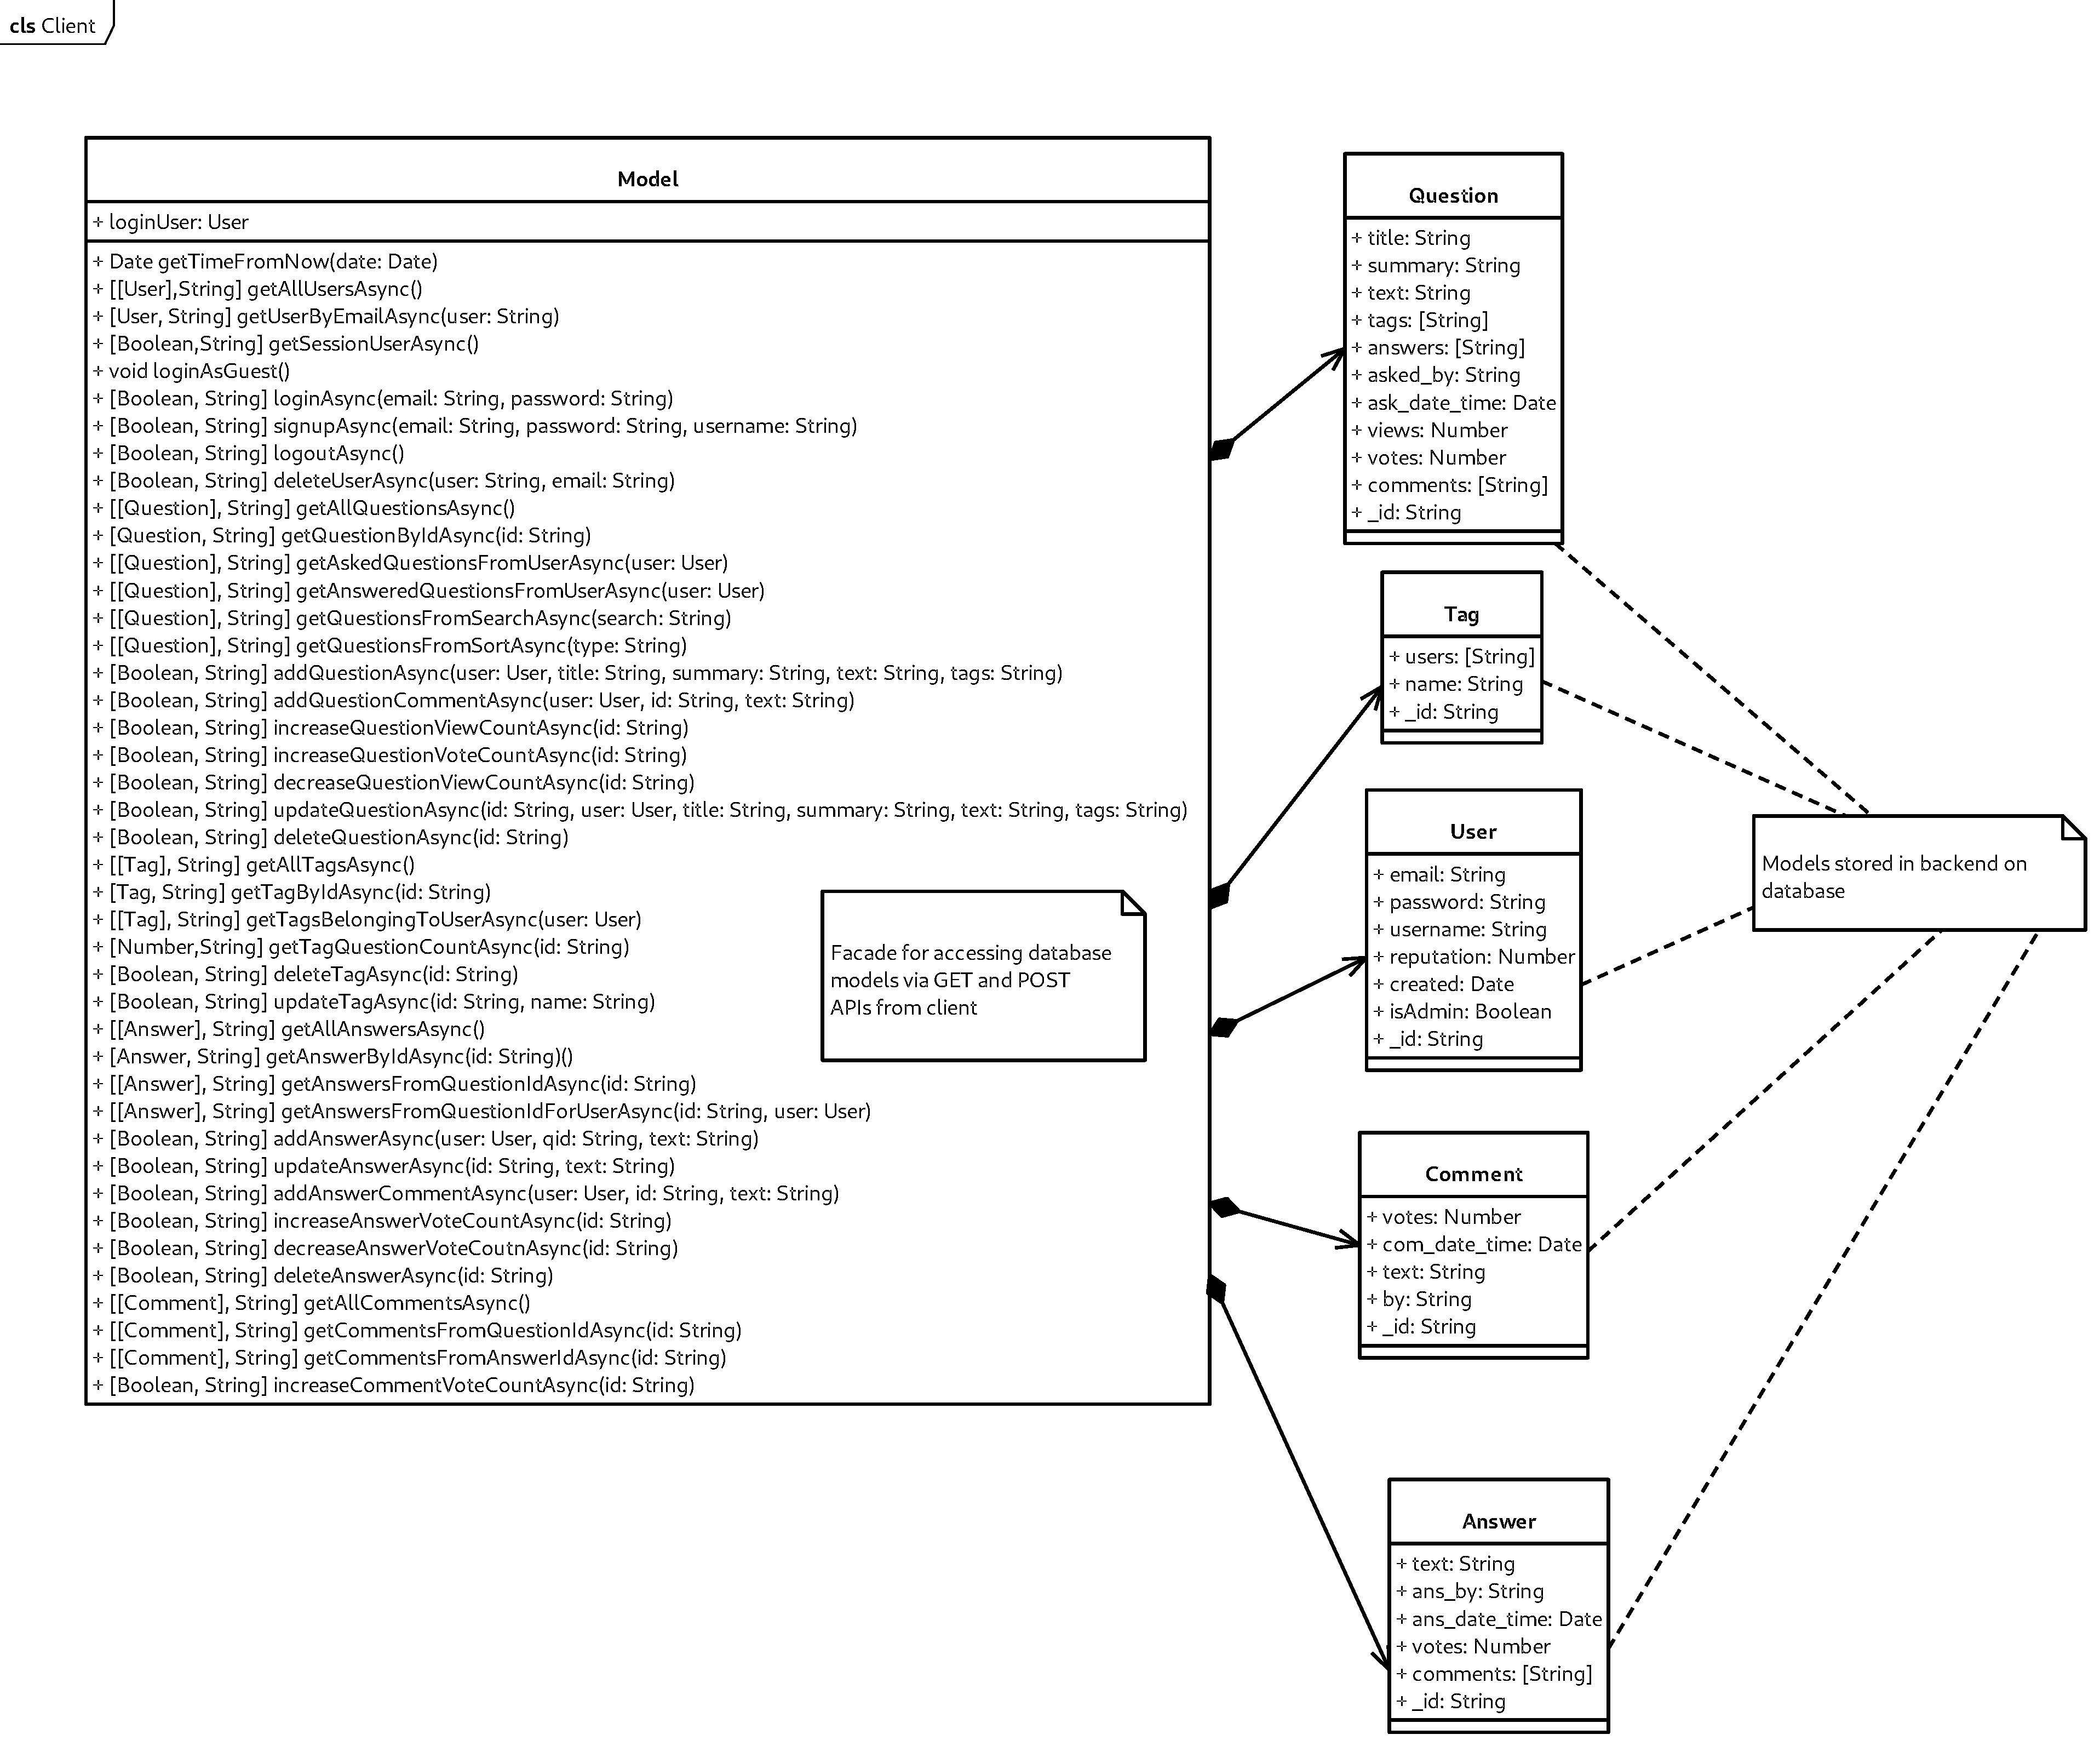 cls Client
Model
+ loginUser: User
+ Date getTimeFromNow(date: Date)
+ [[User],String] getAllUsersAsync()
+ [User, String] getUserByEmailAsync(user: String)
+ [Boolean,String] getSessionUserAsync()
+ void loginAsGuest()
+ [Boolean, String] loginAsync(email: String, password: String)
+ [Boolean, String] signupAsync(email: String, password: String, username: String)
+ [Boolean, String] logoutAsync()
+ [Boolean, String] deleteUserAsync(user: String, email: String)
+ [[Question], String] getAllQuestionsAsync()
+ [Question, String] getQuestionByIdAsync(id: String)
+ [[Question], String] getAskedQuestionsFromUserAsync(user: User)
+ [[Question], String] getAnsweredQuestionsFromUserAsync(user: User)
+ [[Question], String] getQuestionsFromSearchAsync(search: String)
+ [[Question], String] getQuestionsFromSortAsync(type: String)
+ [Boolean, String] addQuestionAsync(user: User, title: String, summary: String, text: String, tags: String)
+ [Boolean, String] addQuestionCommentAsync(user: User, id: String, text: String)
+ [Boolean, String] increaseQuestionViewCountAsync(id: String)
+ [Boolean, String] increaseQuestionVoteCountAsync(id: String)
+ [Boolean, String] decreaseQuestionViewCountAsync(id: String)
+ [Boolean, String] updateQuestionAsync(id: String, user: User, title: String, summary: String, text: String, tags: String)
+ [Boolean, String] deleteQuestionAsync(id: String)
+ [[Tag], String] getAllTagsAsync()
+ [Tag, String] getTagByIdAsync(id: String)
+ [[Tag], String] getTagsBelongingToUserAsync(user: User)
+ [Number,String] getTagQuestionCountAsync(id: String)
+ [Boolean, String] deleteTagAsync(id: String)
+ [Boolean, String] updateTagAsync(id: String, name: String)
+ [[Answer], String] getAllAnswersAsync()
+ [Answer, String] getAnswerByIdAsync(id: String)()
+ [[Answer], String] getAnswersFromQuestionIdAsync(id: String)
+ [[Answer], String] getAnswersFromQuestionIdForUserAsync(id: String, user: User)
+ [Boolean, String] addAnswerAsync(user: User, qid: String, text: String)
+ [Boolean, String] updateAnswerAsync(id: String, text: String)
+ [Boolean, String] addAnswerCommentAsync(user: User, id: String, text: String)
+ [Boolean, String] increaseAnswerVoteCountAsync(id: String)
+ [Boolean, String] decreaseAnswerVoteCoutnAsync(id: String)
+ [Boolean, String] deleteAnswerAsync(id: String)
+ [[Comment], String] getAllCommentsAsync()
+ [[Comment], String] getCommentsFromQuestionIdAsync(id: String)
+ [[Comment], String] getCommentsFromAnswerIdAsync(id: String)
+ [Boolean, String] increaseCommentVoteCountAsync(id: String)
Facade for accessing database
models via GET and POST
APIs from client
Question
+ title: String
+ summary: String
+ text: String
+ tags: [String]
+ answers: [String]
+ asked_by: String
+ ask_date_time: Date
+ views: Number
+ votes: Number
+ comments: [String]
+ _id: String
Tag
+ users: [String]
+ name: String
+ _id: String
User
+ email: String
+ password: String
+ username: String
+ reputation: Number
+ created: Date
+ isAdmin: Boolean
+ _id: String
Comment
+ votes: Number
+ com_date_time: Date
+ text: String
+ by: String
+ _id: String
Answer
+ text: String
+ ans_by: String
+ ans_date_time: Date
+ votes: Number
+ comments: [String]
+ _id: String
Models stored in backend on
database